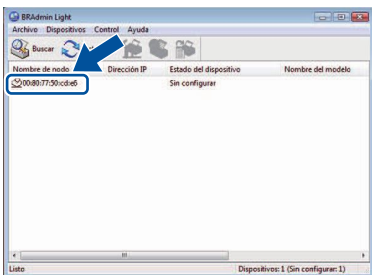 BRAdmin Light
Archivo Dispositivos Control Ayuda
Buscar
Nombre de nodo Dirección IP Estado del dispositivo Nombre del modelo
00:80:77:50:cd:e6 Sin configurar
Listo Dispositivos: 1 (Sin configurar: 1)